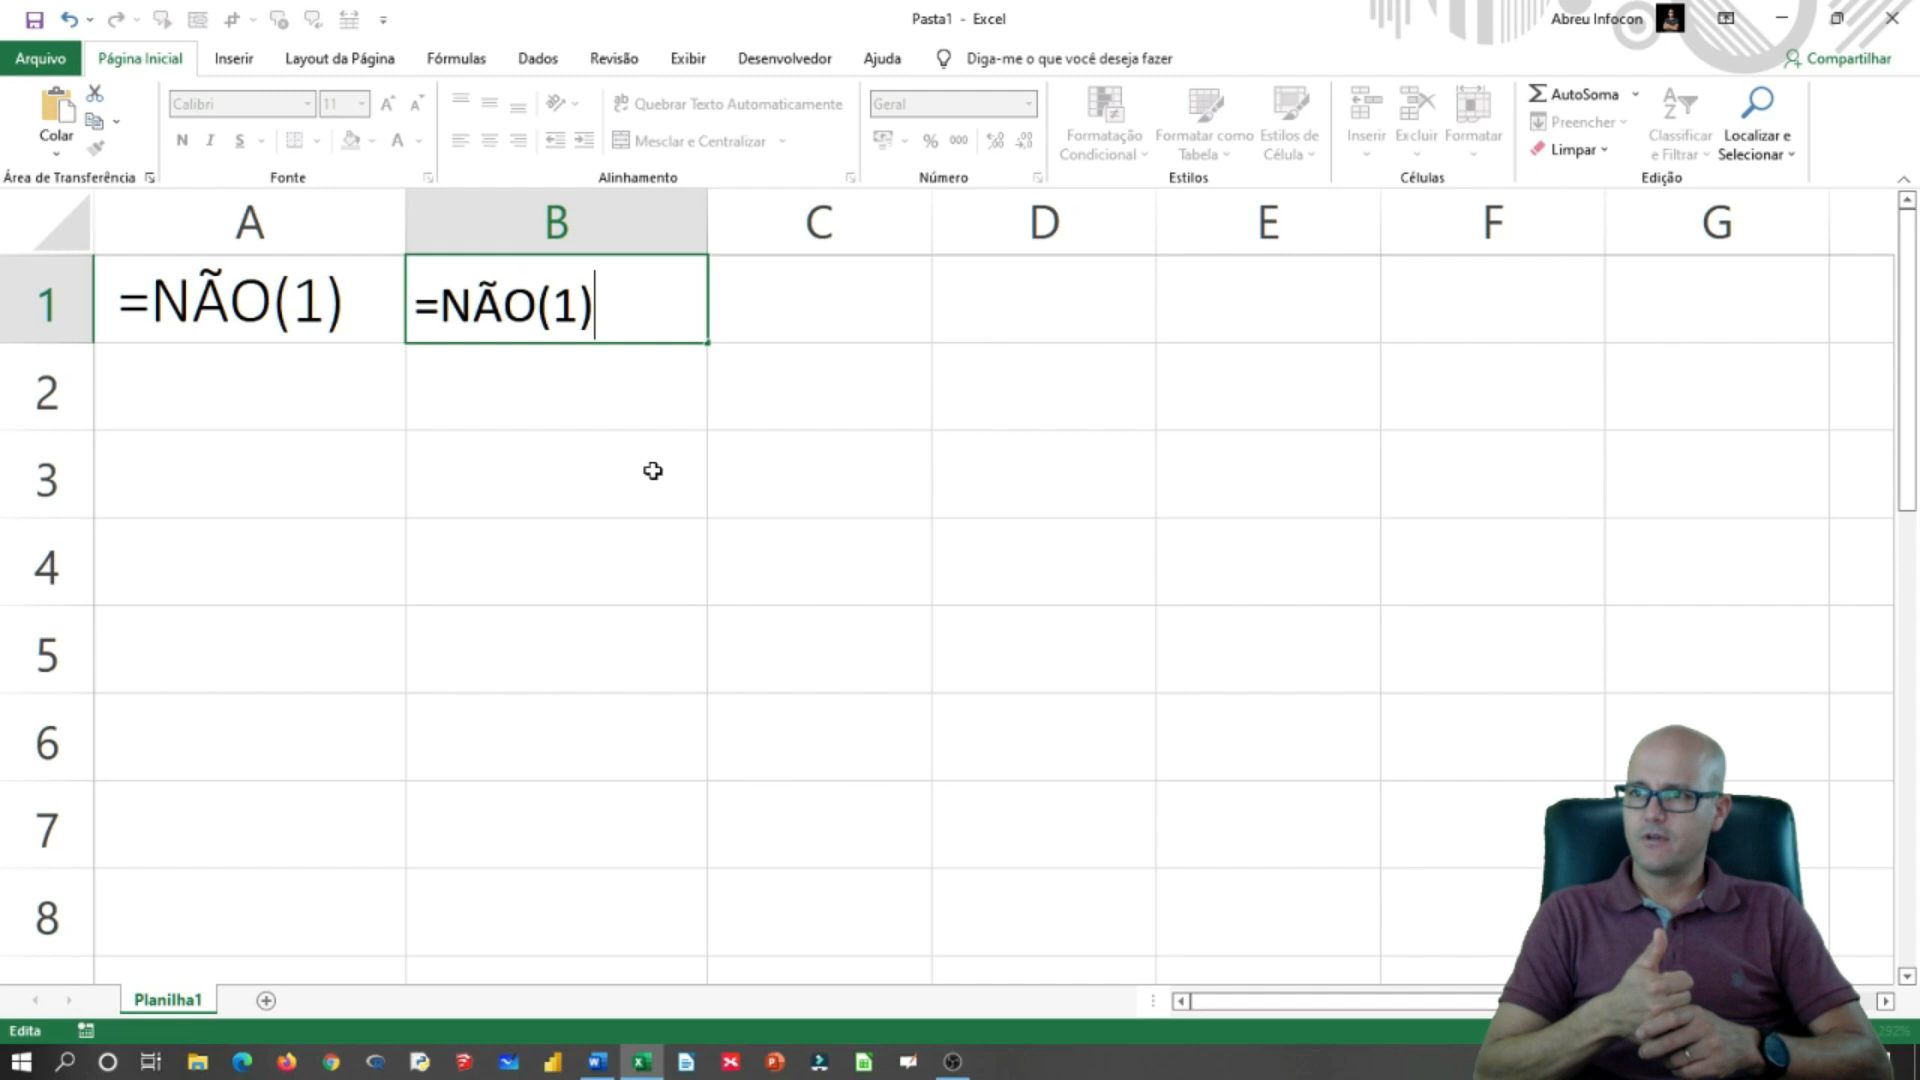 Pasta1 - Excel
Abreu Infocon
Arquivo
Página Inicial
Inserir
Layout da Página
Fórmulas
Dados
Revisão
Exibir
Desenvolvedor
Ajuda
Diga-me o que você deseja fazer
Compartilhar
Colar
Área de Transferência
Calibri
11
N I S
Fonte
Quebrar Texto Automaticamente
Mesclar e Centralizar
Alinhamento
Geral
% 000
Número
Formatação Condicional
Formatar como Tabela
Estilos de Célula
Estilos
Inserir
Excluir
Formatar
Células
AutoSoma
Preencher
Limpar
Classificar e Filtrar
Localizar e Selecionar
Edição
A B C D E F G
1 =NÃO(1) =NÃO(1)
2
3
4
5
6
7
8
Planilha1
Edita
292%